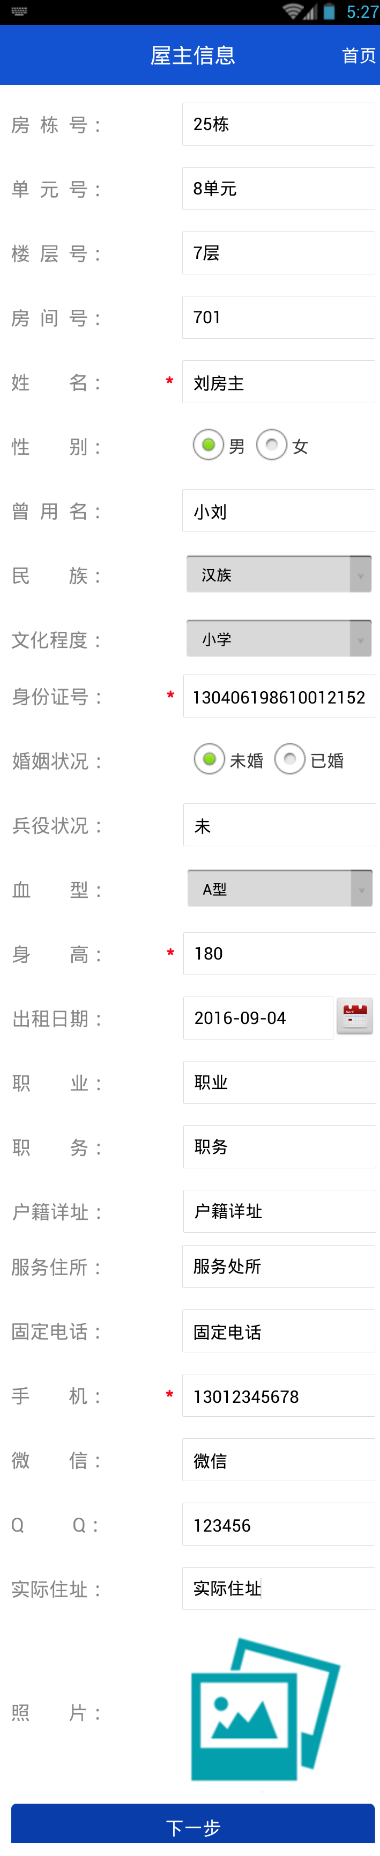 5:27
屋主信息 首页
房栋号： 25栋
单元号： 8单元
楼层号： 7层
房间号： 701
姓名： * 刘房主
性别： 男 女
曾用名： 小刘
民族： 汉族
文化程度： 小学
身份证号： * 130406198610012152
婚姻状况： 未婚 已婚
兵役状况： 未
血型： A型
身高： * 180
出租日期： 2016-09-04
职业： 职业
职务： 职务
户籍详址： 户籍详址
服务住所： 服务处所
固定电话： 固定电话
手机： * 13012345678
微信： 微信
QQ： 123456
实际住址： 实际住址
照片：
下一步